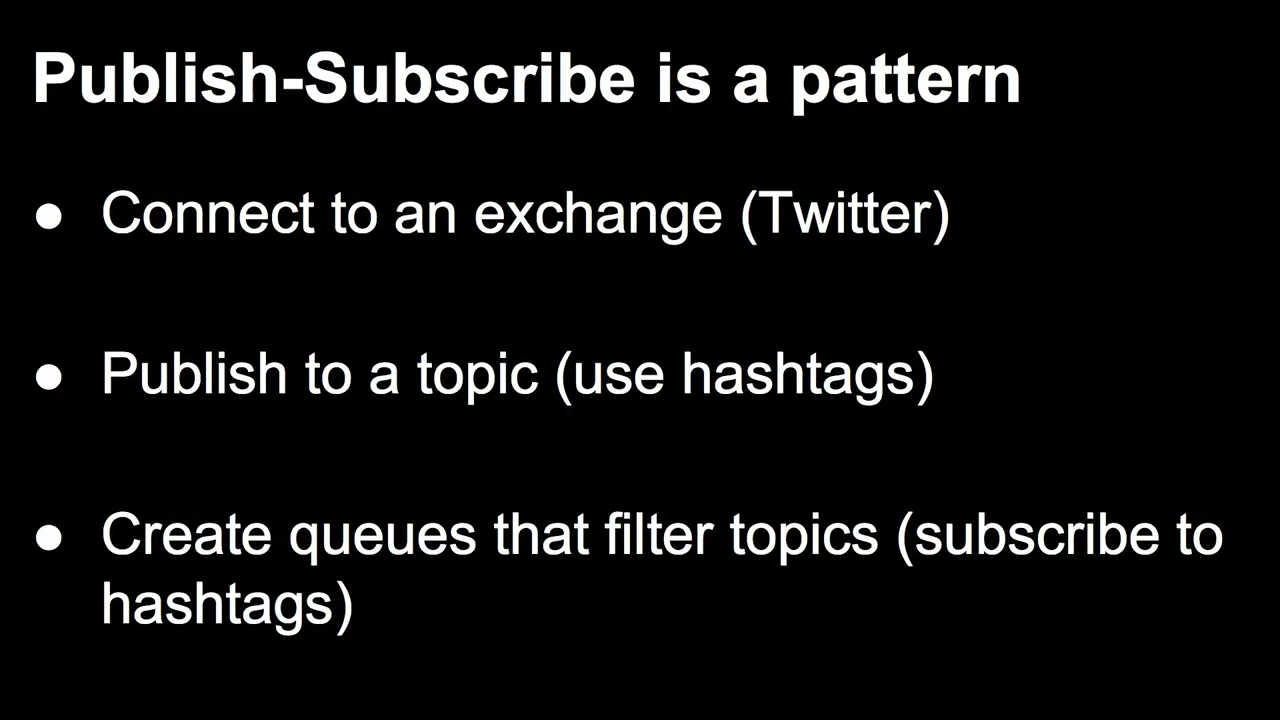 Publish-Subscribe is a pattern
● Connect to an exchange (Twitter)
● Publish to a topic (use hashtags)
● Create queues that filter topics (subscribe to
hashtags)